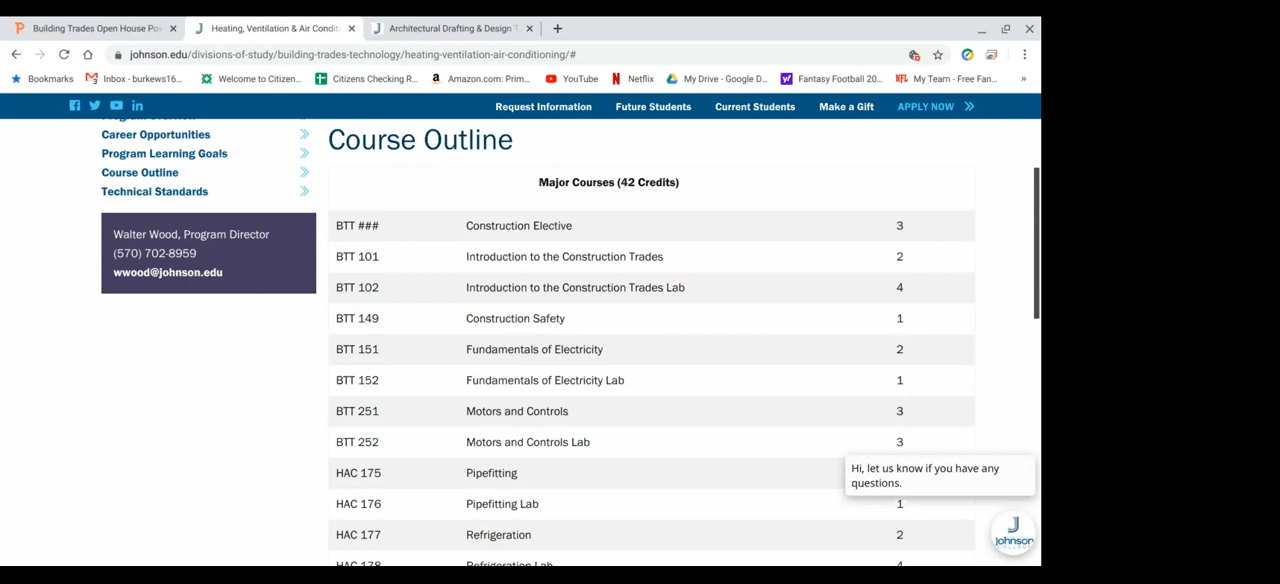 Building Trades Open House Po
Heating, Ventilation & Air Condit
Architectural Drafting & Design
johnson.edu/divisions-of-study/building-trades-technology/heating-ventilation-air-conditioning/#
Bookmarks
Inbox - burkews16...
Welcome to Citizen...
Citizens Checking R...
Amazon.com: Prim...
YouTube
Netflix
My Drive - Google D...
Fantasy Football 20...
My Team - Free Fan...
Request Information
Future Students
Current Students
Make a Gift
APPLY NOW
Program Overview
Career Opportunities
Program Learning Goals
Course Outline
Technical Standards
Walter Wood, Program Director
(570) 702-8959
wwood@johnson.edu
Course Outline
Major Courses (42 Credits)
BTT ### Construction Elective 3
BTT 101 Introduction to the Construction Trades 2
BTT 102 Introduction to the Construction Trades Lab 4
BTT 149 Construction Safety 1
BTT 151 Fundamentals of Electricity 2
BTT 152 Fundamentals of Electricity Lab 1
BTT 251 Motors and Controls 3
BTT 252 Motors and Controls Lab 3
HAC 175 Pipefitting
HAC 176 Pipefitting Lab 1
HAC 177 Refrigeration 2
HAC 178 Refrigeration Lab 4
Hi, let us know if you have any
questions.
Johnson